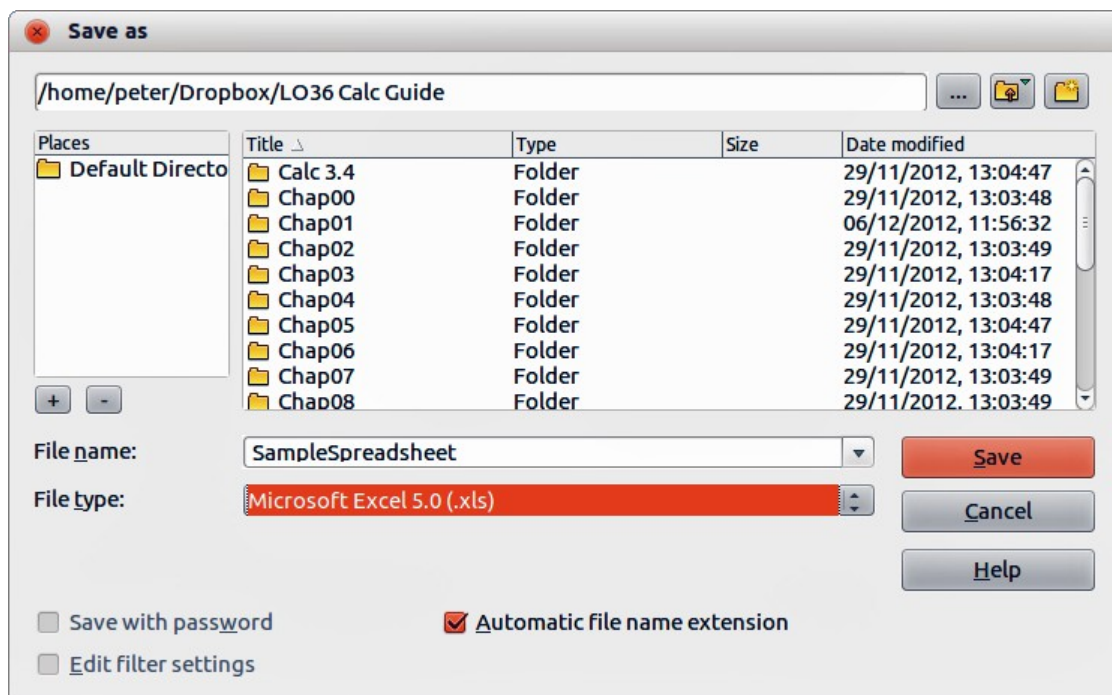 Save as
/home/peter/Dropbox/LO36 Calc Guide
...
Places
Default Directo
+ -
Title Type Size Date modified
Calc 3.4 Folder 29/11/2012, 13:04:47
Chap00 Folder 29/11/2012, 13:03:48
Chap01 Folder 06/12/2012, 11:56:32
Chap02 Folder 29/11/2012, 13:03:49
Chap03 Folder 29/11/2012, 13:04:17
Chap04 Folder 29/11/2012, 13:03:48
Chap05 Folder 29/11/2012, 13:04:47
Chap06 Folder 29/11/2012, 13:04:17
Chap07 Folder 29/11/2012, 13:03:49
Chap08 Folder 29/11/2012, 13:03:49
File name: SampleSpreadsheet
Save
File type: Microsoft Excel 5.0 (.xls)
Cancel
Help
Save with password
Automatic file name extension
Edit filter settings